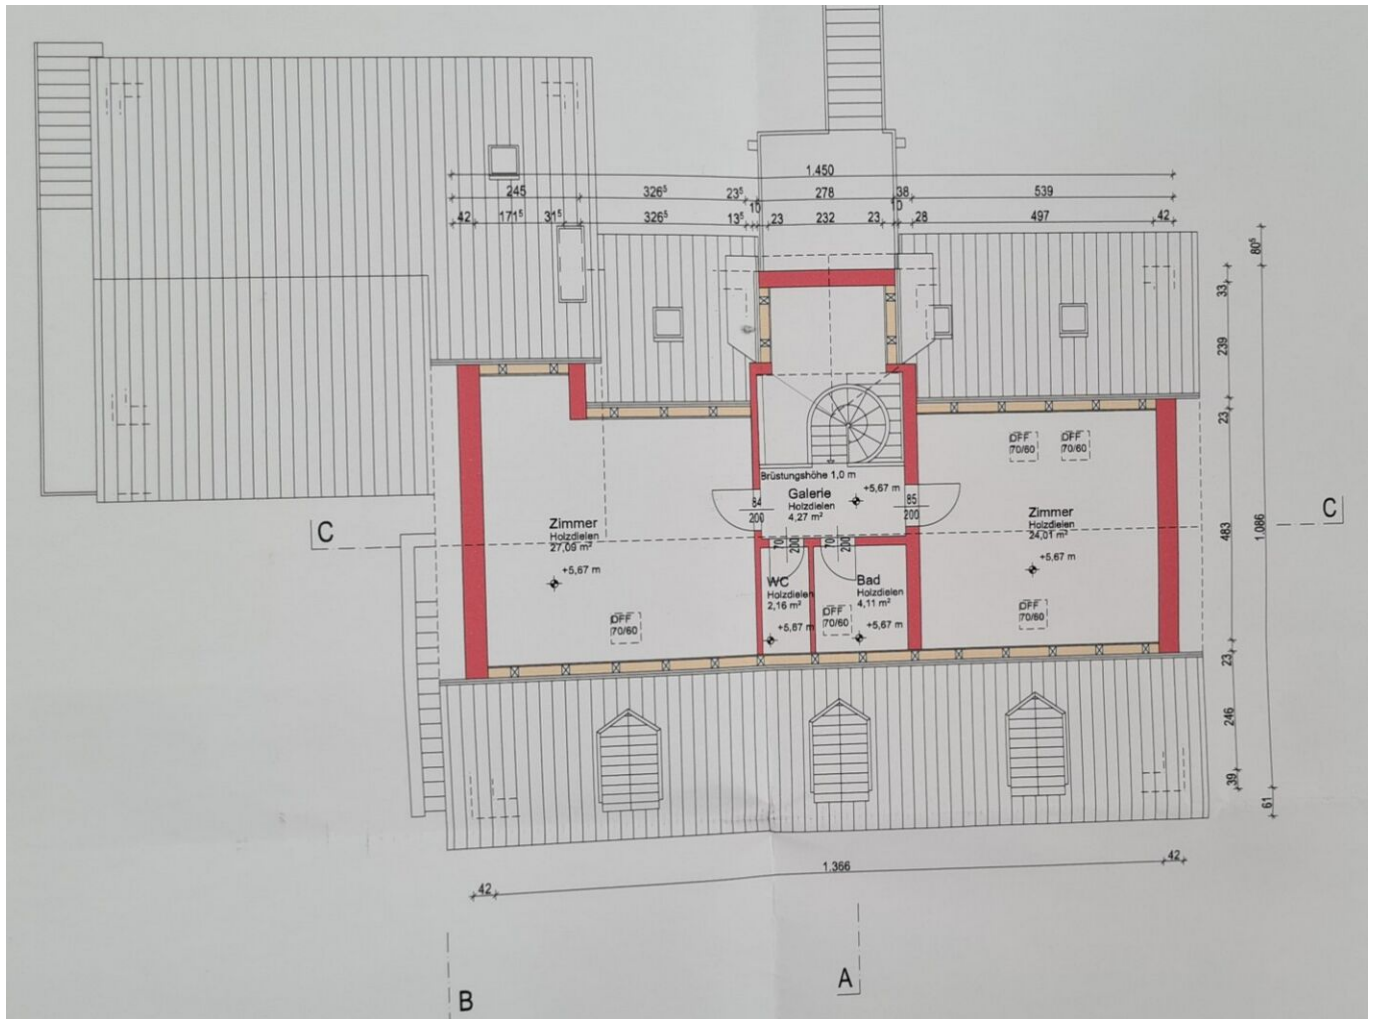 1.450
245
326⁵
23⁵
278
38
539
10
10
42
171⁵
31⁵
326⁵
13⁵
23
232
23
28
497
42
80⁵
33
239
23
483
1.086
23
246
39
61
DFF
70/60
DFF
70/60
Brüstungshöhe 1,0 m
+5,67 m
Galerie
Holzdielen
4,27 m²
84
200
85
200
Zimmer
Holzdielen
27,09 m²
+5,67 m
Zimmer
Holzdielen
24,01 m²
+5,67 m
C
C
70
200
70
200
WC
Holzdielen
2,16 m²
+5,67 m
Bad
Holzdielen
4,11 m²
+5,67 m
DFF
70/60
DFF
70/60
DFF
70/60
1.366
42
42
A
B